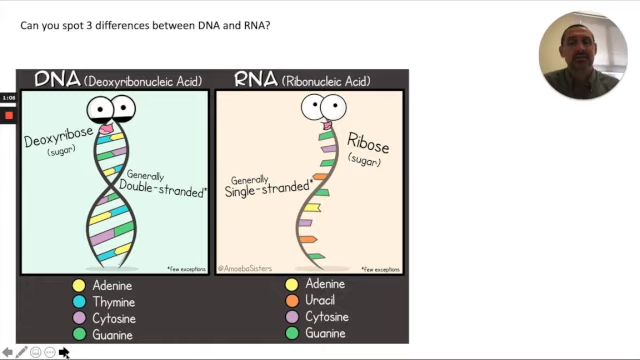 Can you spot 3 differences between DNA and RNA?
1:08
DNA (Deoxyribonucleic Acid)
Deoxyribose
(sugar)
Generally
Double-stranded*
*few exceptions
Adenine
Thymine
Cytosine
Guanine
RNA (Ribonucleic Acid)
Ribose
(sugar)
Generally
Single-stranded*
@AmoebaSisters
*few exceptions
Adenine
Uracil
Cytosine
Guanine